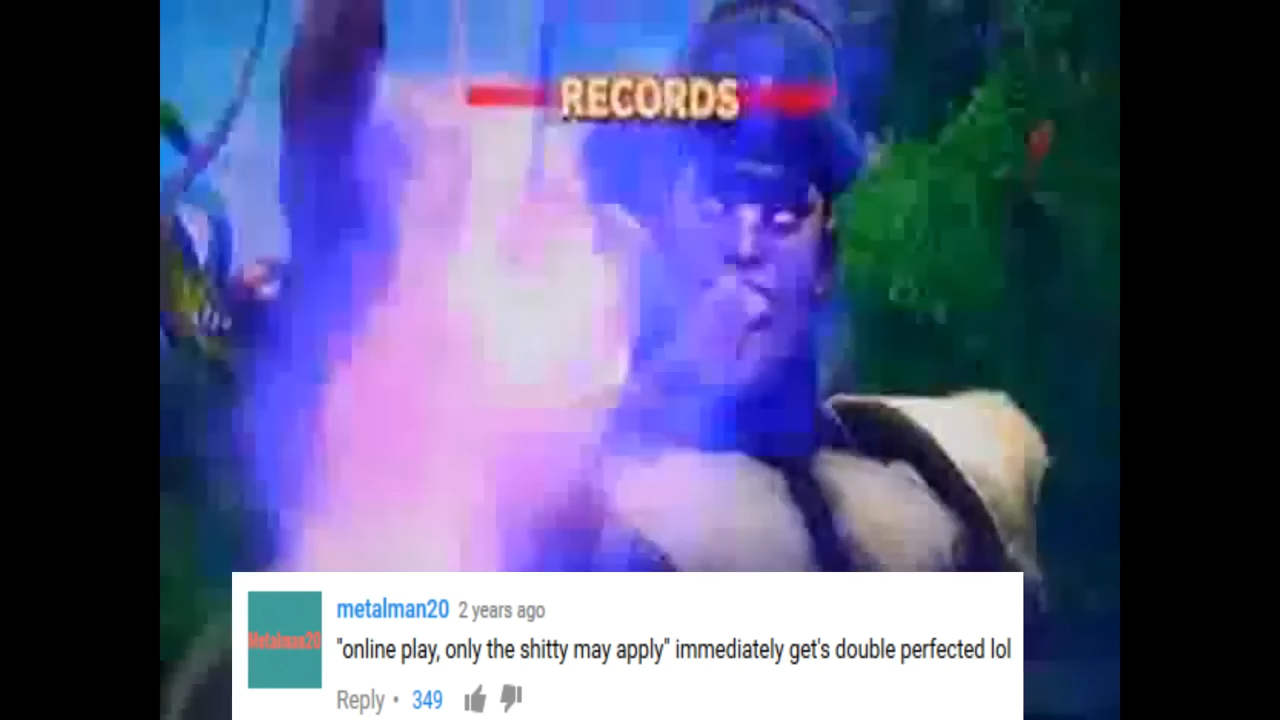 RECORDS
metalman20 2 years ago
Metalman20
"online play, only the shitty may apply" immediately get's double perfected lol
Reply • 349